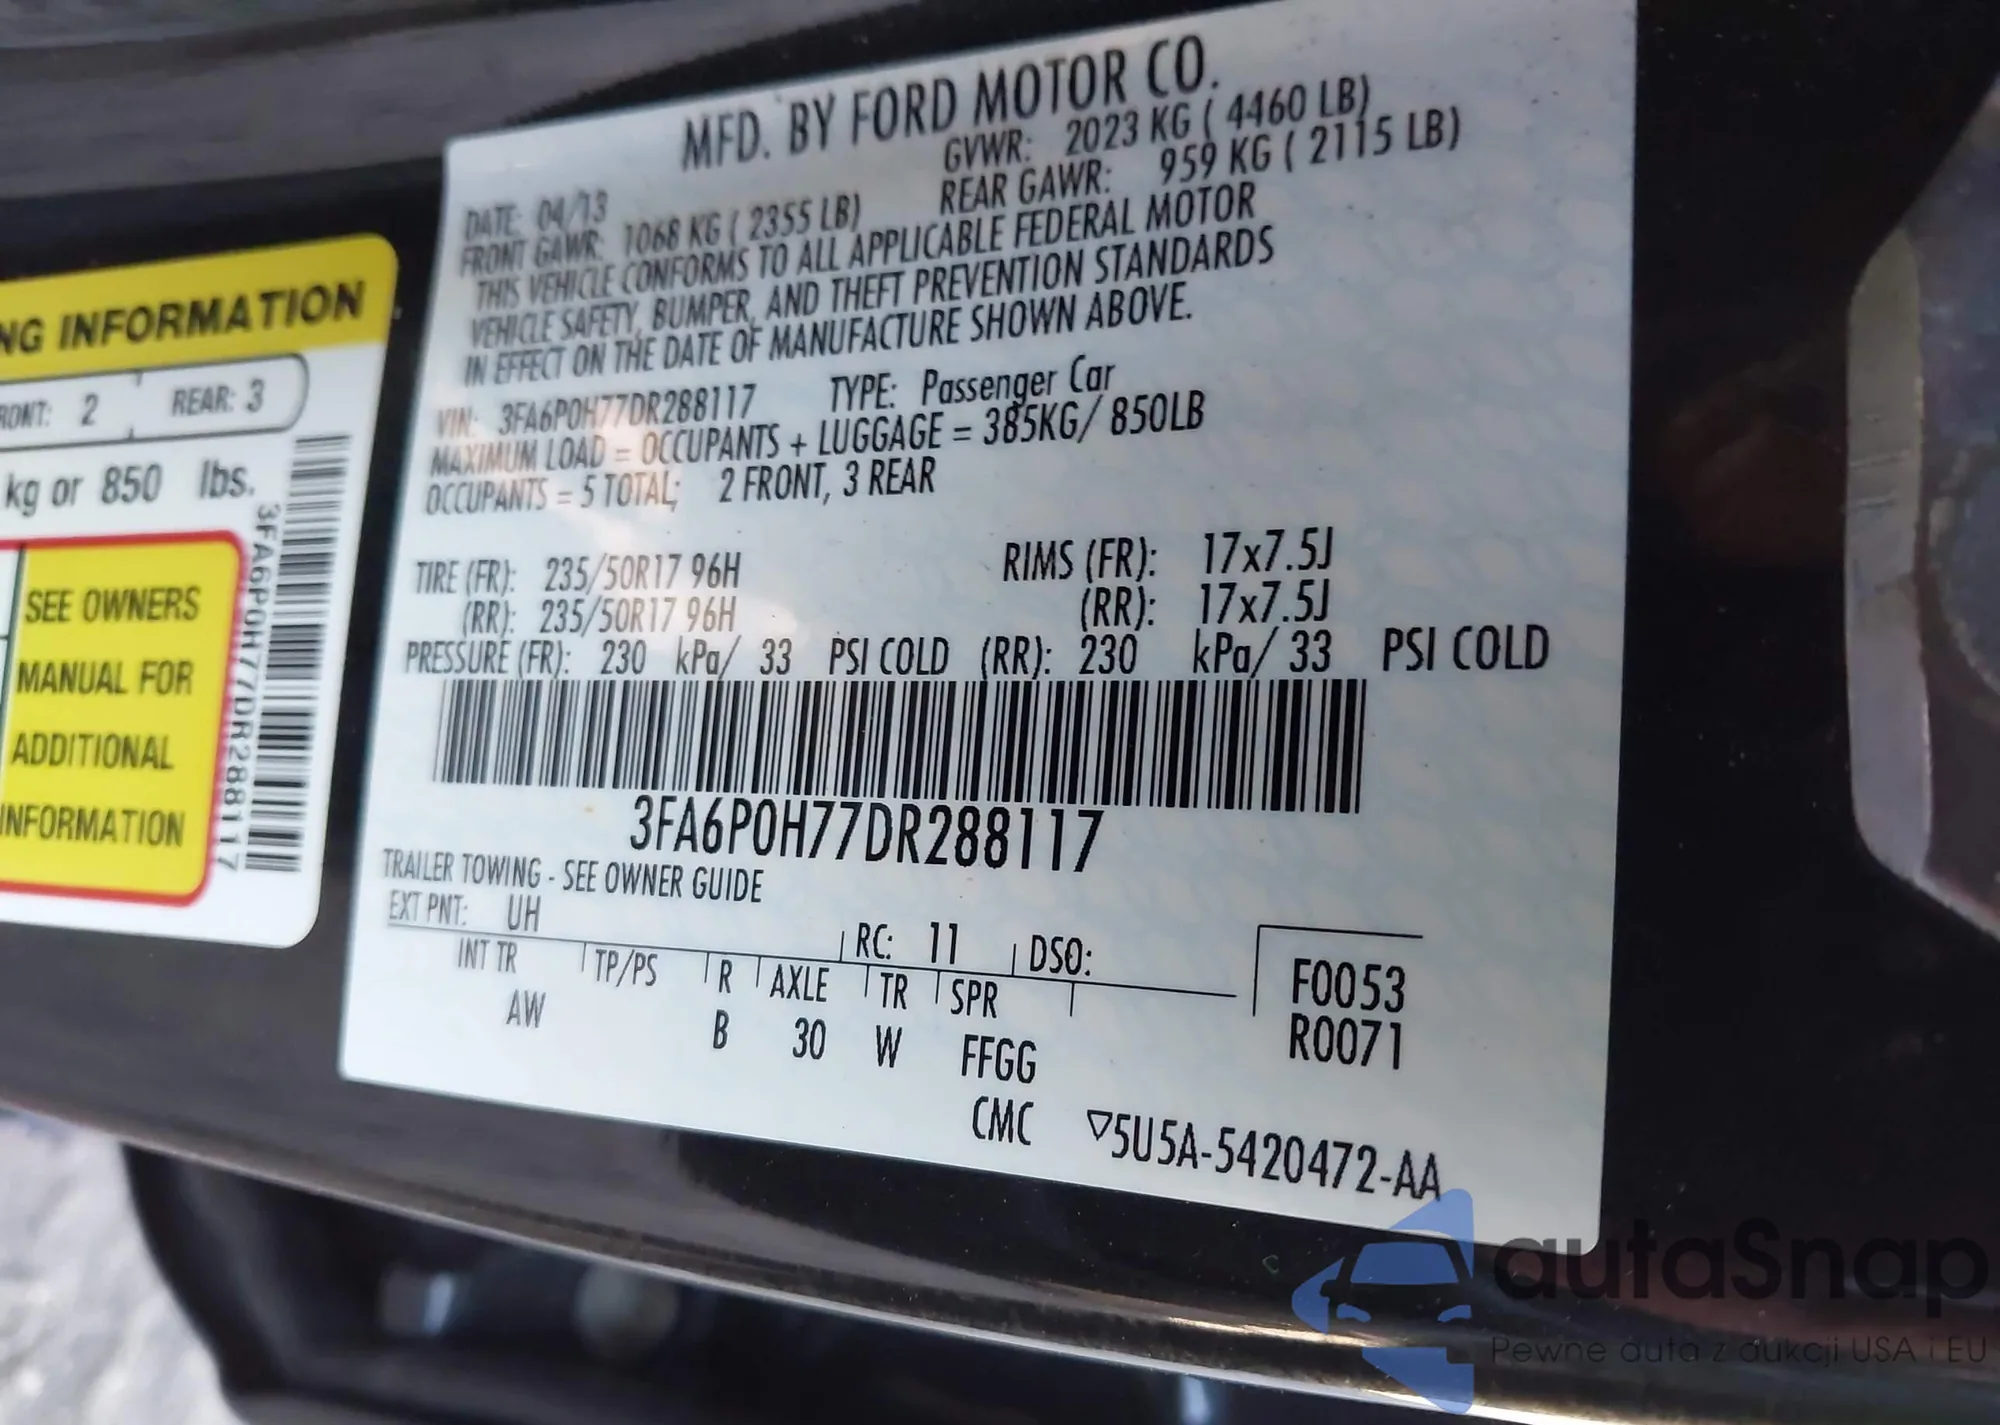 MFD. BY FORD MOTOR CO.
DATE: 04/13 GVWR: 2023 KG ( 4460 LB)
FRONT GAWR: 1068 KG ( 2355 LB) REAR GAWR: 959 KG ( 2115 LB)
THIS VEHICLE CONFORMS TO ALL APPLICABLE FEDERAL MOTOR
VEHICLE SAFETY, BUMPER, AND THEFT PREVENTION STANDARDS
IN EFFECT ON THE DATE OF MANUFACTURE SHOWN ABOVE.
VIN: 3FA6P0H77DR288117 TYPE: Passenger Car
MAXIMUM LOAD = OCCUPANTS + LUGGAGE = 385KG/ 850LB
OCCUPANTS = 5 TOTAL; 2 FRONT, 3 REAR
TIRE (FR): 235/50R17 96H RIMS (FR): 17x7.5J
(RR): 235/50R17 96H (RR): 17x7.5J
PRESSURE (FR): 230 kPa/ 33 PSI COLD (RR): 230 kPa/ 33 PSI COLD
3FA6P0H77DR288117
TRAILER TOWING - SEE OWNER GUIDE
EXT PNT: UH RC: 11 DSO:
INT TR TP/PS R AXLE TR SPR
AW B 30 W FFGG
CMC
F0053
R0071
▽5U5A-5420472-AA
NG INFORMATION
RONT: 2 REAR: 3
kg or 850 lbs.
3FA6P0H77DR288117
SEE OWNERS
MANUAL FOR
ADDITIONAL
INFORMATION
autaSnap
Pewne auta z aukcji USA i EU